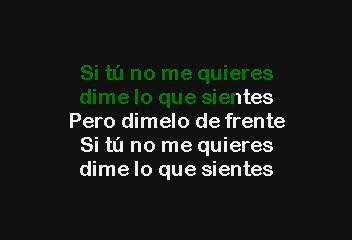 Si tú no me quieres
dime lo que sientes
Pero dimelo de frente
Si tú no me quieres
dime lo que sientes